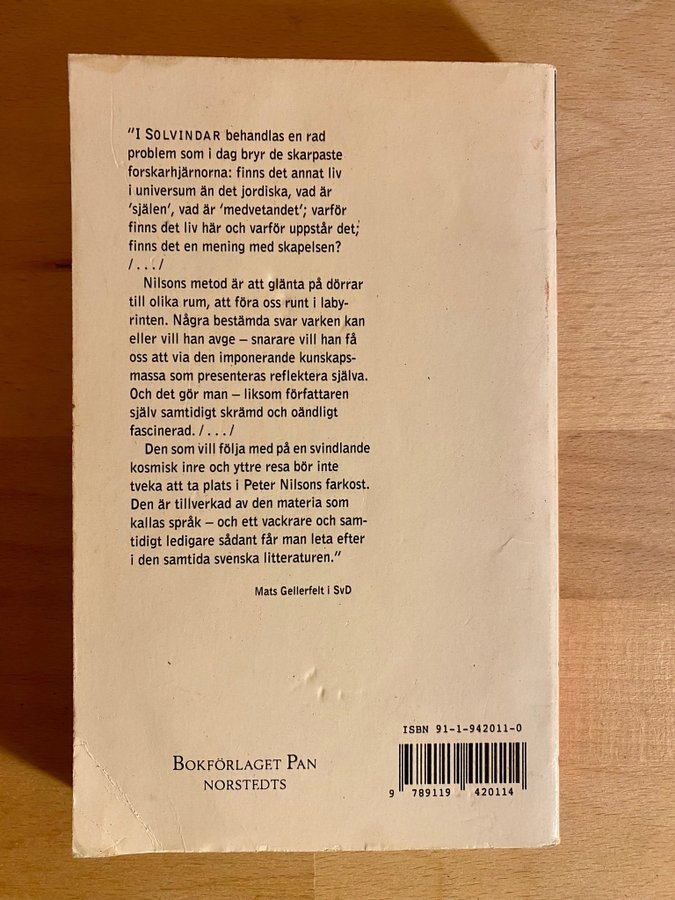 "I SOLVINDAR behandlas en rad
problem som i dag bryr de skarpaste
forskarhjärnorna: finns det annat liv
i universum än det jordiska, vad är
'själen', vad är 'medvetandet'; varför
finns det liv här och varför uppstår det;
finns det en mening med skapelsen?
/.../
Nilsons metod är att glänta på dörrar
till olika rum, att föra oss runt i laby-
rinten. Några bestämda svar varken kan
eller vill han avge – snarare vill han få
oss att via den imponerande kunskaps-
massa som presenteras reflektera själva.
Och det gör man – liksom författaren
själv samtidigt skrämd och oändligt
fascinerad. /.../
Den som vill följa med på en svindlande
kosmisk inre och yttre resa bör inte
tveka att ta plats i Peter Nilsons farkost.
Den är tillverkad av den materia som
kallas språk – och ett vackrare och sam-
tidigt ledigare sådant får man leta efter
i den samtida svenska litteraturen."
Mats Gellerfelt i SvD
ISBN 91-1-942011-0
BOKFÖRLAGET PAN
NORSTEDTS
9 789119 420114